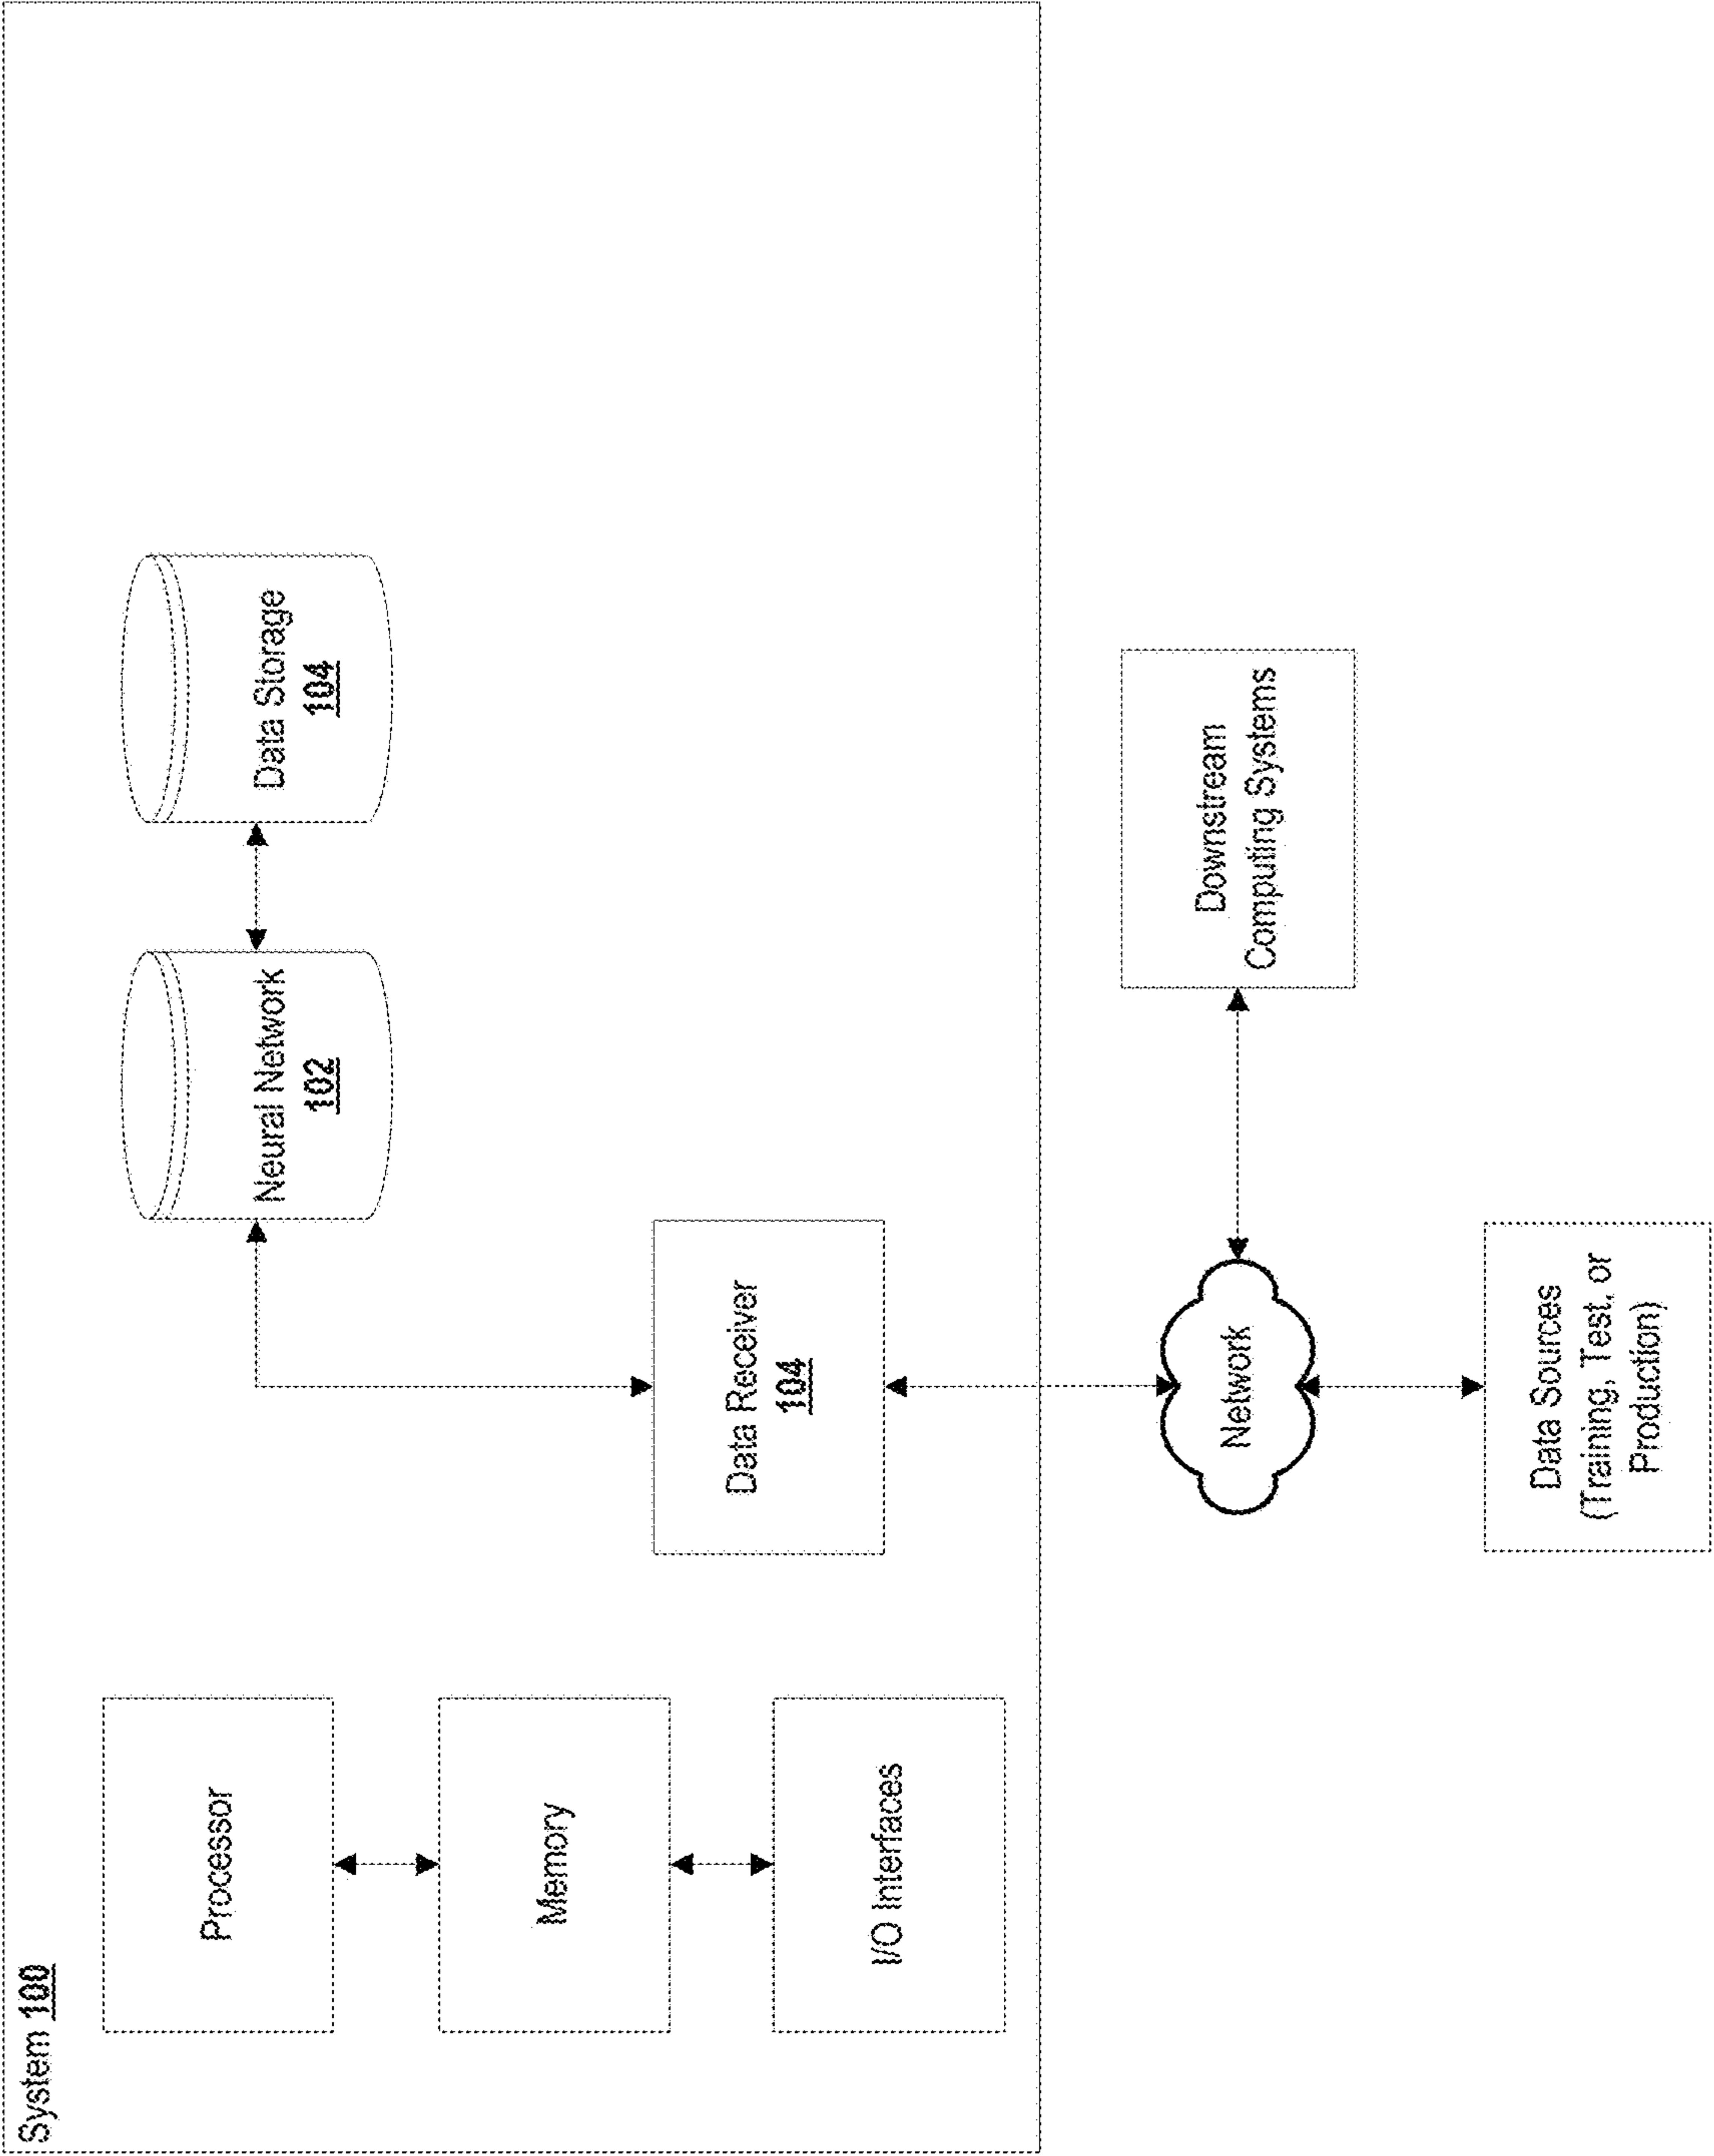 System 100
Processor
Memory
I/O Interfaces
Neural Network
102
Data Storage
104
Data Receiver
104
Network
Downstream
Computing Systems
Data Sources
(Training, Test, or
Production)